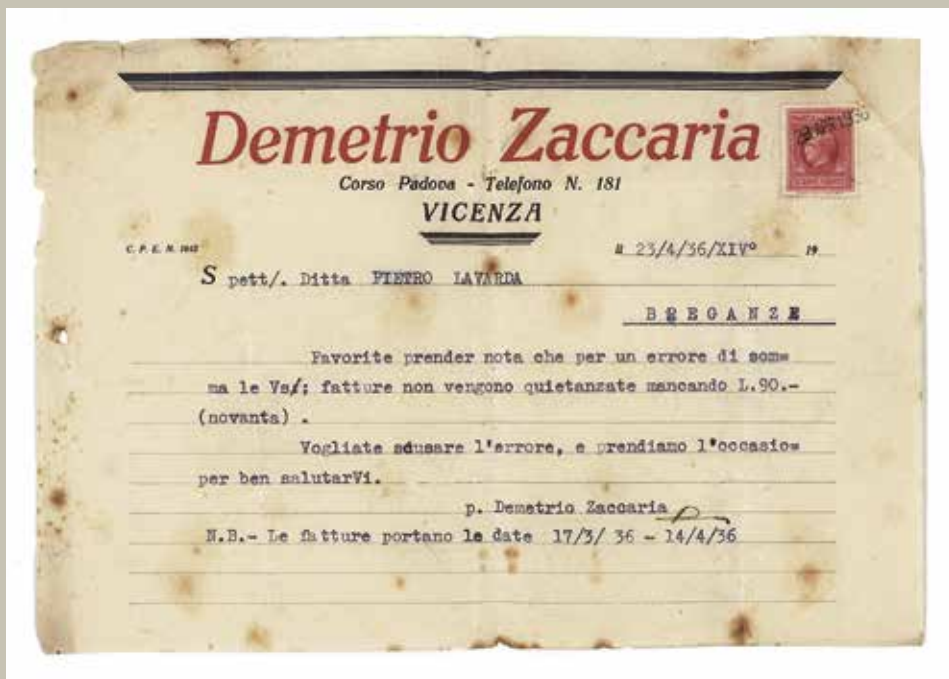 Demetrio Zaccaria
Corso Padova - Telefono N. 181
VICENZA
C. P. E. N. 
li 23/4/36/XIV° 19
Spett/. Ditta PIETRO LAVARDA
BREGANZE
Favorite prender nota che per un errore di som=
ma le Vs/; fatture non vengono quietanzate mancando L.90.-
(novanta) .
Vogliate scusare l'errore, e prendiamo l'occasio=
per ben salutarVi.
p. Demetrio Zaccaria
N.B.- Le fatture portano le date 17/3/ 36 - 14/4/36